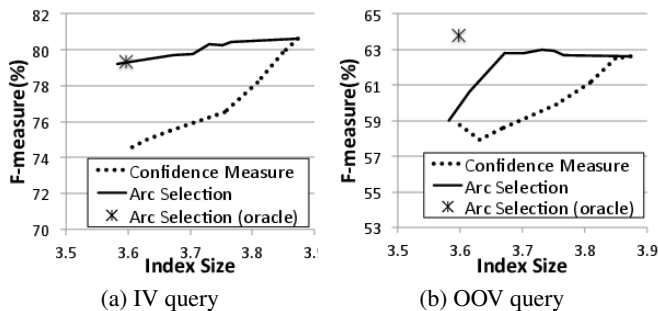 F-measure(%)
82
80
78
76
74
72
70
Confidence Measure
Arc Selection
Arc Selection (oracle)
3.5
3.6
3.7
3.8
3.9
Index Size
(a) IV query
F-measure(%)
65
63
61
59
57
55
53
Confidence Measure
Arc Selection
Arc Selection (oracle)
3.5
3.6
3.7
3.8
3.9
Index Size
(b) OOV query